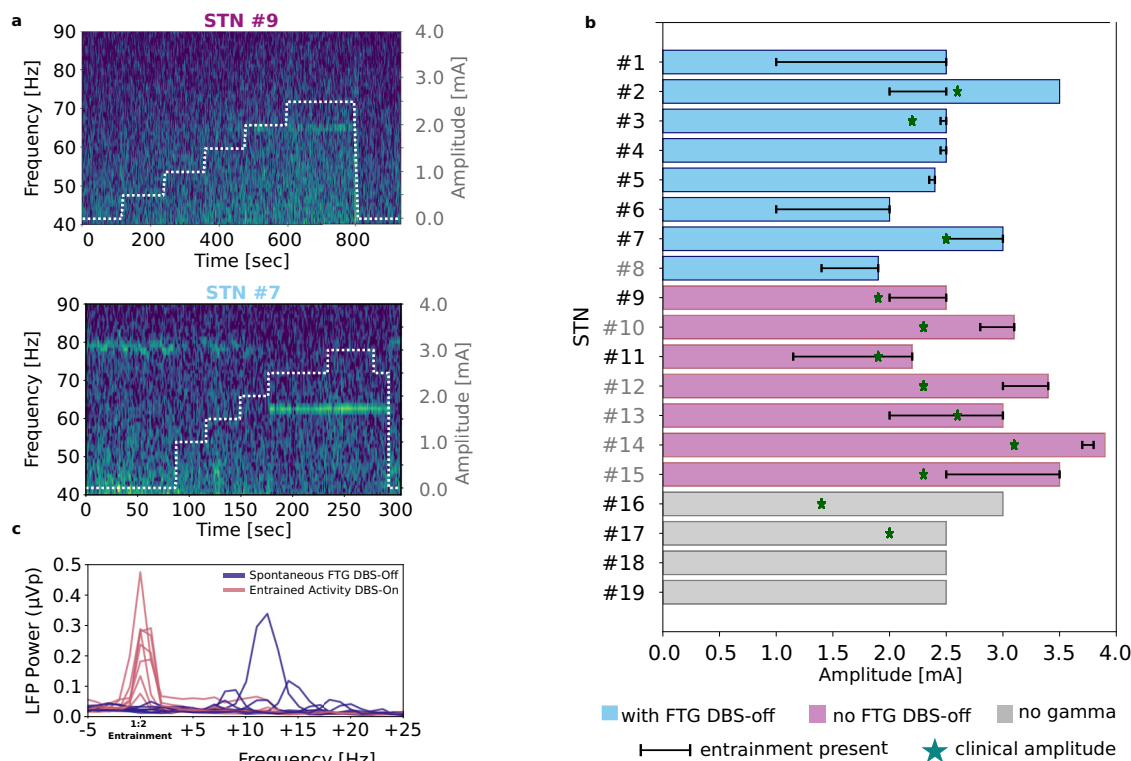 a
STN #9
90
80
70
60
50
40
Frequency [Hz]
4.0
3.0
2.0
1.0
0.0
Amplitude [mA]
0 200 400 600 800
Time [sec]
STN #7
90
80
70
60
50
40
Frequency [Hz]
4.0
3.0
2.0
1.0
0.0
Amplitude [mA]
0 50 100 150 200 250 300
Time [sec]
c
0.5
0.4
0.3
0.2
0.1
0.0
LFP Power (µVp)
Spontaneous FTG DBS-Off
Entrained Activity DBS-On
-5 1:2 +5 +10 +15 +20 +25
Entrainment
Frequency [Hz]
b
STN
#1
#2
#3
#4
#5
#6
#7
#8
#9
#10
#11
#12
#13
#14
#15
#16
#17
#18
#19
0.0 0.5 1.0 1.5 2.0 2.5 3.0 3.5 4.0
Amplitude [mA]
with FTG DBS-off no FTG DBS-off no gamma
entrainment present clinical amplitude